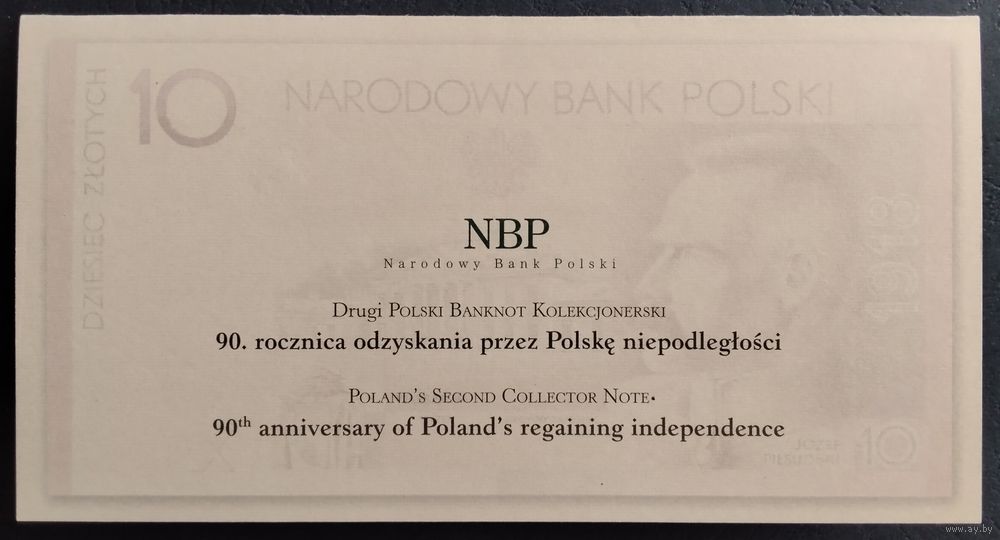 10
NARODOWY BANK POLSKI
DZIESIĘĆ ZŁOTYCH
1918
NBP
Narodowy Bank Polski
Drugi POLSKI BANKNOT KOLEKCJONERSKI
90. rocznica odzyskania przez Polskę niepodległości
POLAND'S SECOND COLLECTOR NOTE.
90th anniversary of Poland's regaining independence
JÓZEF
PIŁSUDSKI
10
www.ay.by